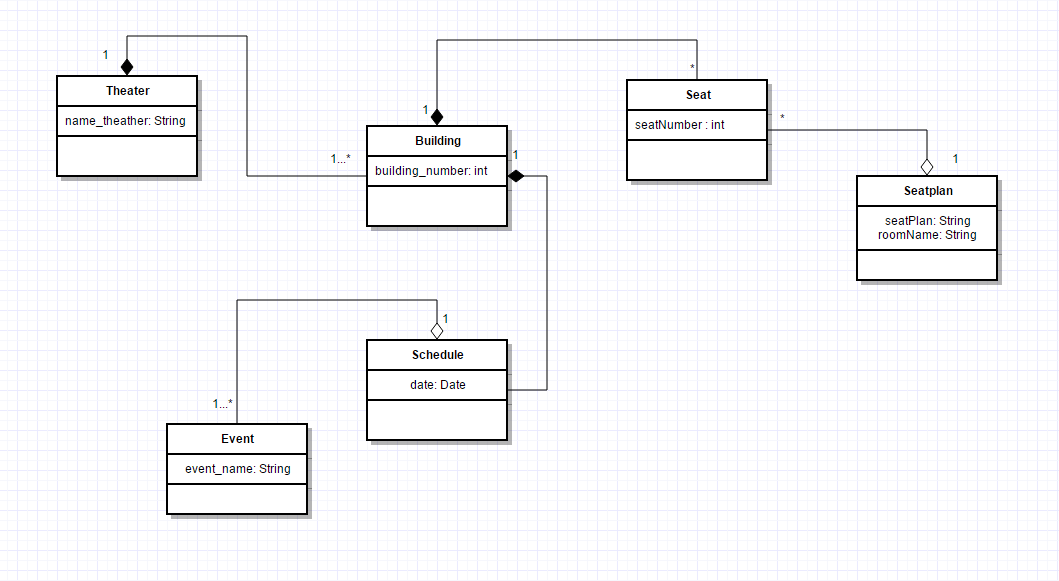 1
Theater
name_theather: String
1...*
1
Building
building_number: int
1
*
Seat
seatNumber : int
*
1
Seatplan
seatPlan: String
roomName: String
1
Schedule
date: Date
1...*
Event
event_name: String